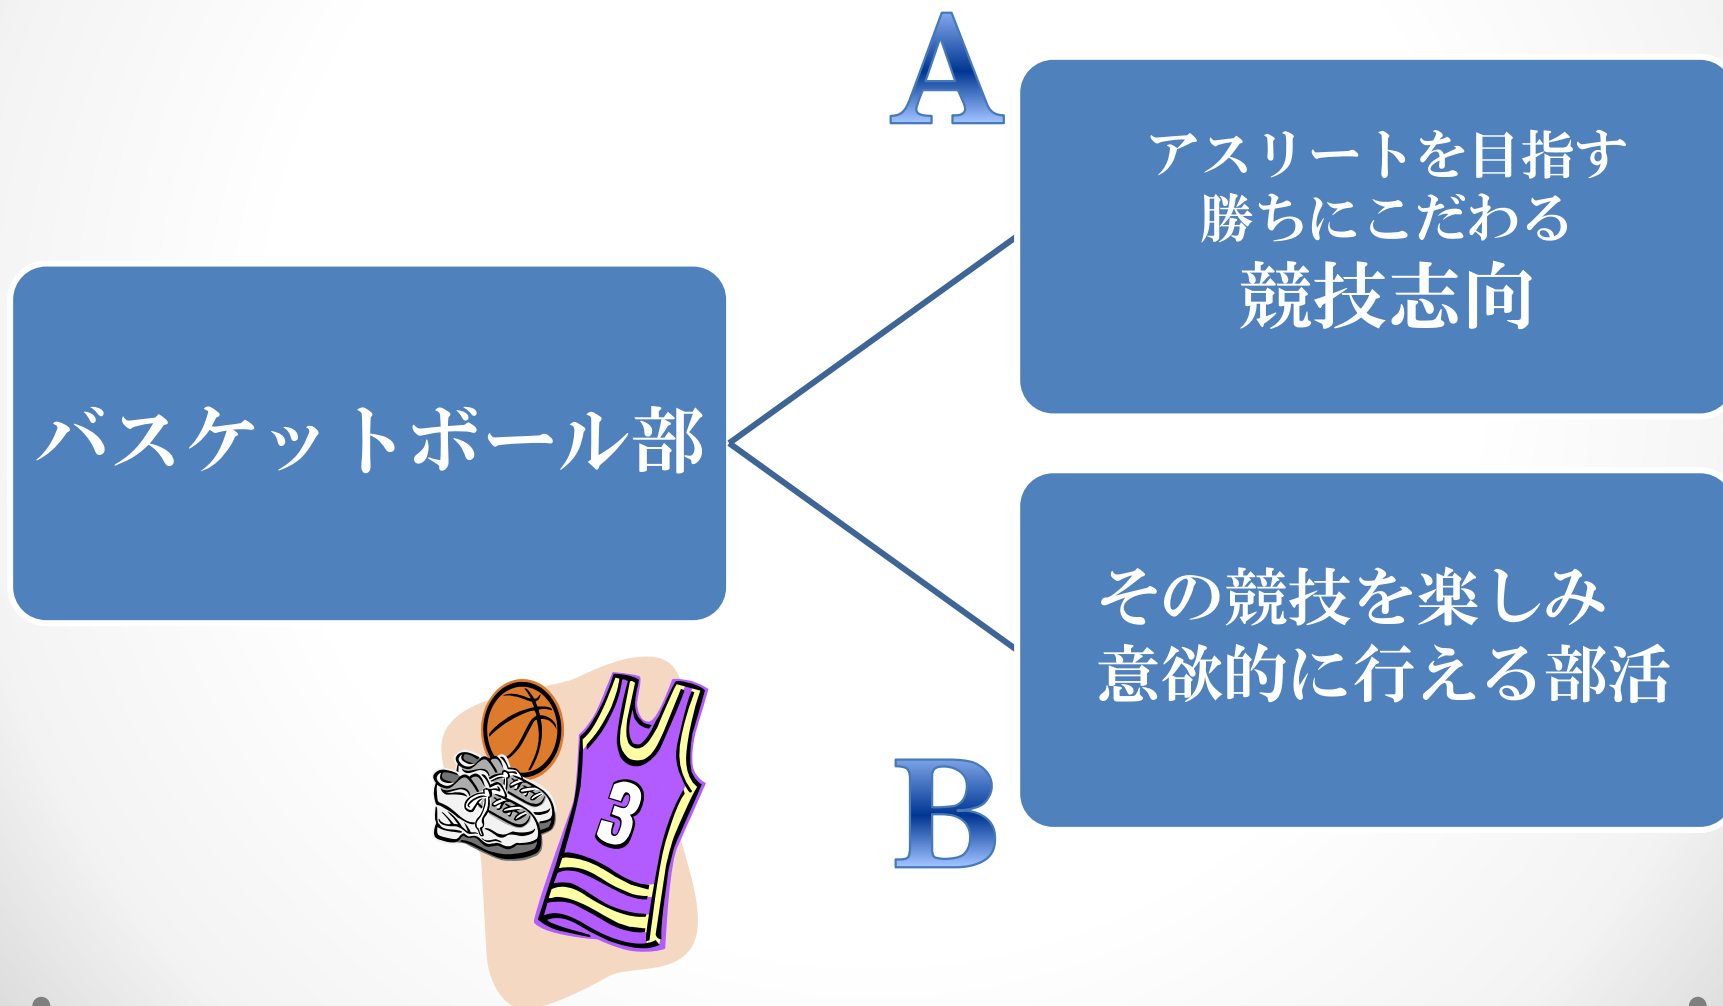 A
アスリートを目指す
勝ちにこだわる
競技志向
バスケットボール部
その競技を楽しみ
意欲的に行える部活
B
3